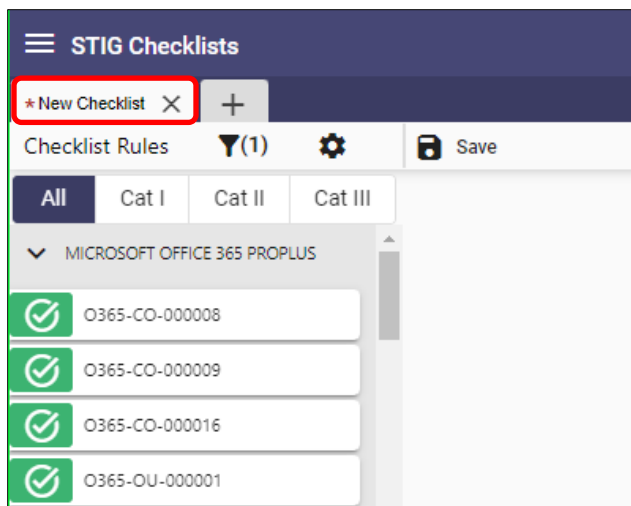 STIG Checklists
* New Checklist
Checklist Rules (1) Save
All Cat I Cat II Cat III
MICROSOFT OFFICE 365 PROPLUS
O365-CO-000008
O365-CO-000009
O365-CO-000016
O365-OU-000001